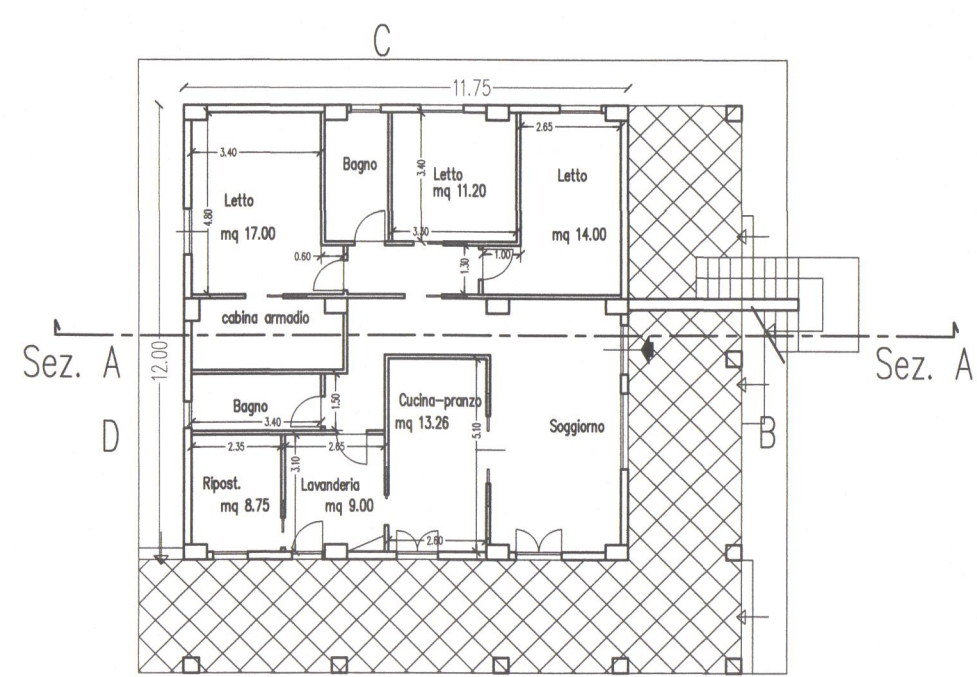 C
11.75
2.65
3.40
Bagno
3.40
Letto
mq 11.20
Letto
Letto
4.80
mq 17.00
3.30
mq 14.00
0.60
1.30
1.00
cabina armadio
Sez. A
12.00
Sez. A
Bagno
1.50
Cucina-pranzo
mq 13.26
5.10
3.40
D
Soggiorno
B
2.35
2.65
3.10
Ripost.
mq 8.75
Lavanderia
mq 9.00
2.60